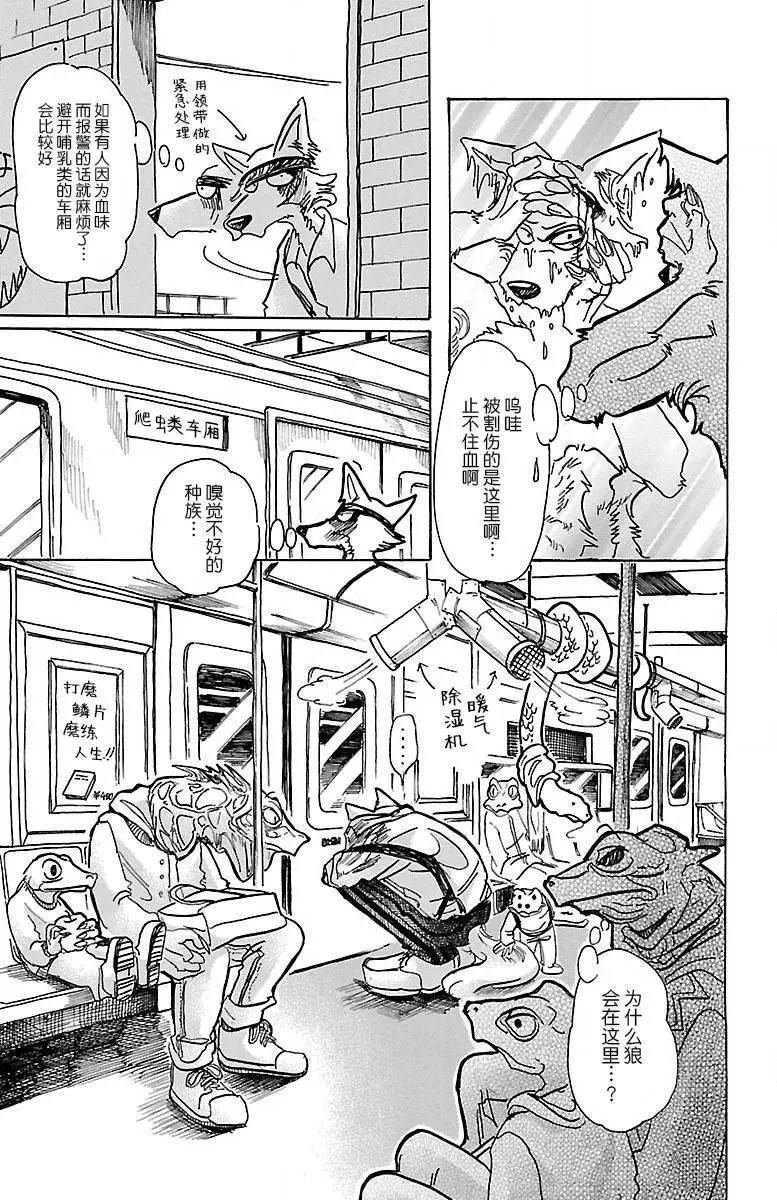 呜哇
被割伤的是这里啊…
止不住血啊
用领带做的
紧急处理
如果有人因为血味
而报警的话就麻烦了…
避开哺乳类的车厢
会比较好
爬虫类车厢
嗅觉不好的
种族…
暖气
除湿机
……
打磨
鳞片
磨练
人生!!
¥480
为什么狼
会在这里…?